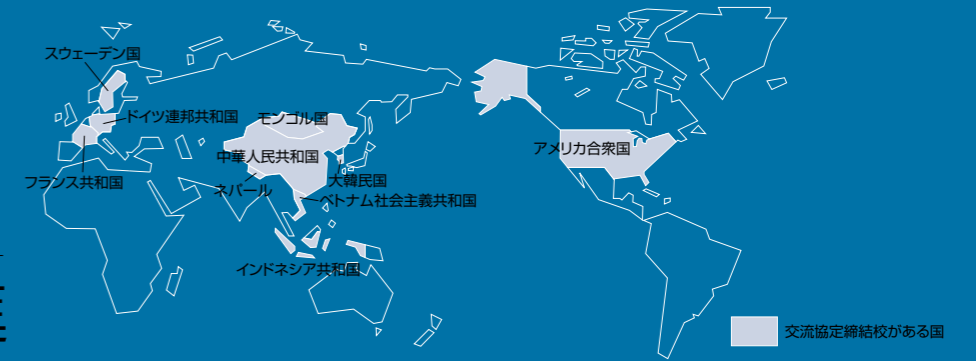 スウェーデン国
ドイツ連邦共和国
モンゴル国
アメリカ合衆国
中華人民共和国
フランス共和国
大韓民国
ネパール
ベトナム社会主義共和国
インドネシア共和国
交流協定締結校がある国